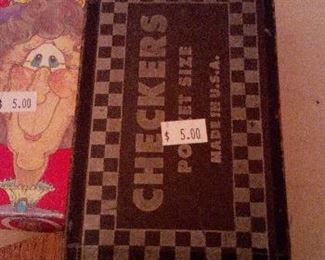 $ 5.00
CHECKERS
$ 5.00
POCKET SIZE
MADE IN U.S.A.